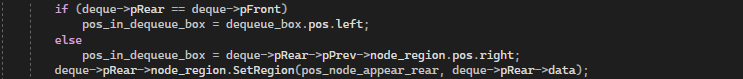 if (deque->pRear == deque->pFront)
pos_in_dequeue_box = dequeue_box.pos.left;
else
pos_in_dequeue_box = deque->pRear->pPrev->node_region.pos.right;
deque->pRear->node_region.SetRegion(pos_node_appear_rear, deque->pRear->data);